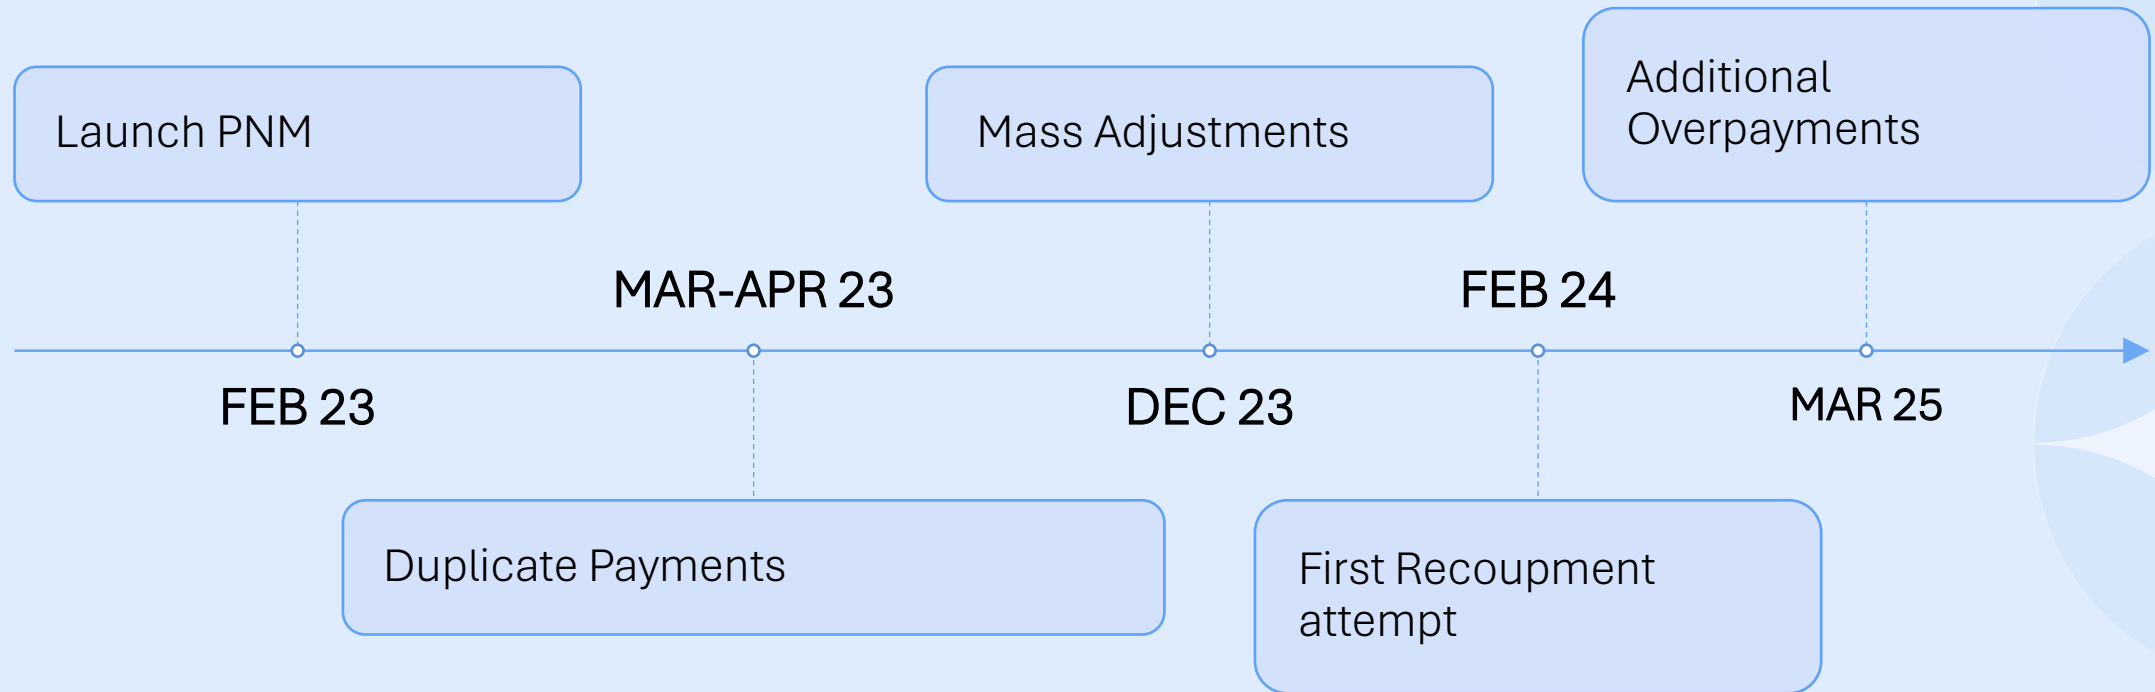 Launch PNM
FEB 23
MAR-APR 23
Duplicate Payments
Mass Adjustments
DEC 23
FEB 24
First Recoupment
attempt
Additional
Overpayments
MAR 25